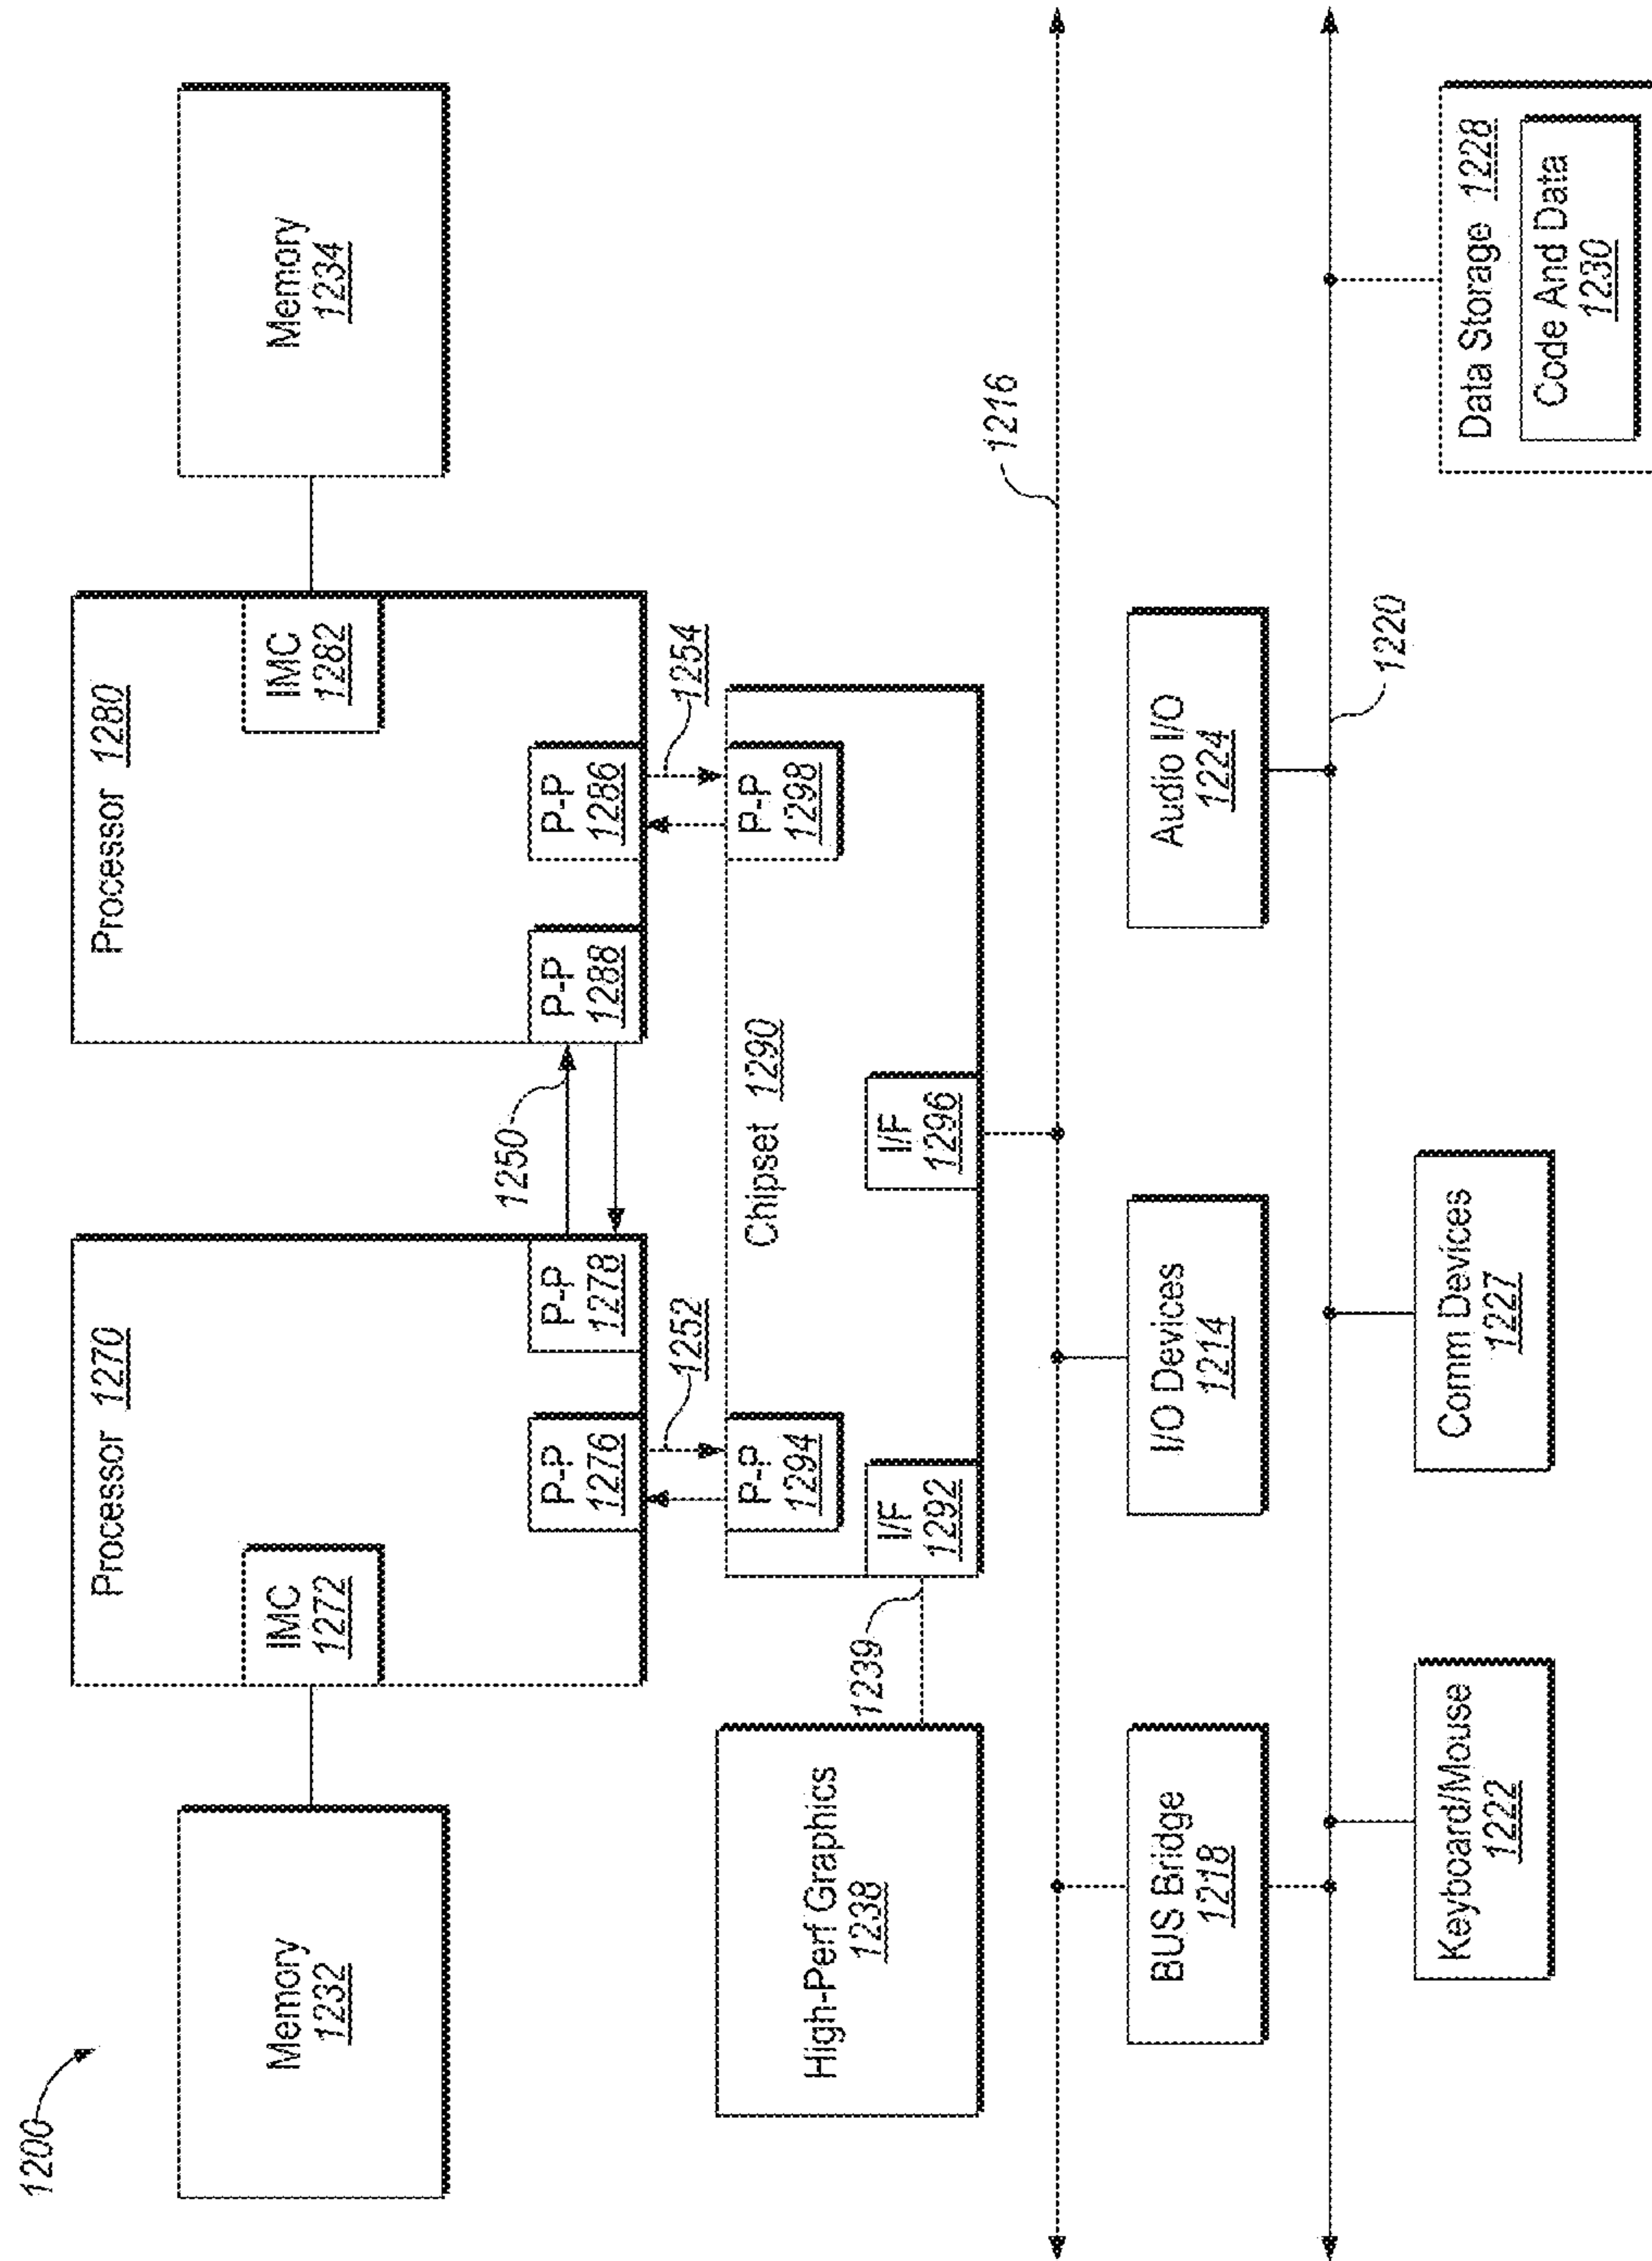 1200
Memory
1232
Processor 1270
IMC
1272
P-P
1276
P-P
1278
1250
Processor 1280
IMC
1282
P-P
1288
P-P
1286
Memory
1234
1252
1254
High-Perf Graphics
1238
1239
Chipset 1290
P-P
1294
P-P
1298
I/F
1292
I/F
1296
1216
BUS Bridge
1218
I/O Devices
1214
Audio I/O
1224
1220
Keyboard/Mouse
1222
Comm Devices
1227
Data Storage 1228
Code And Data
1230